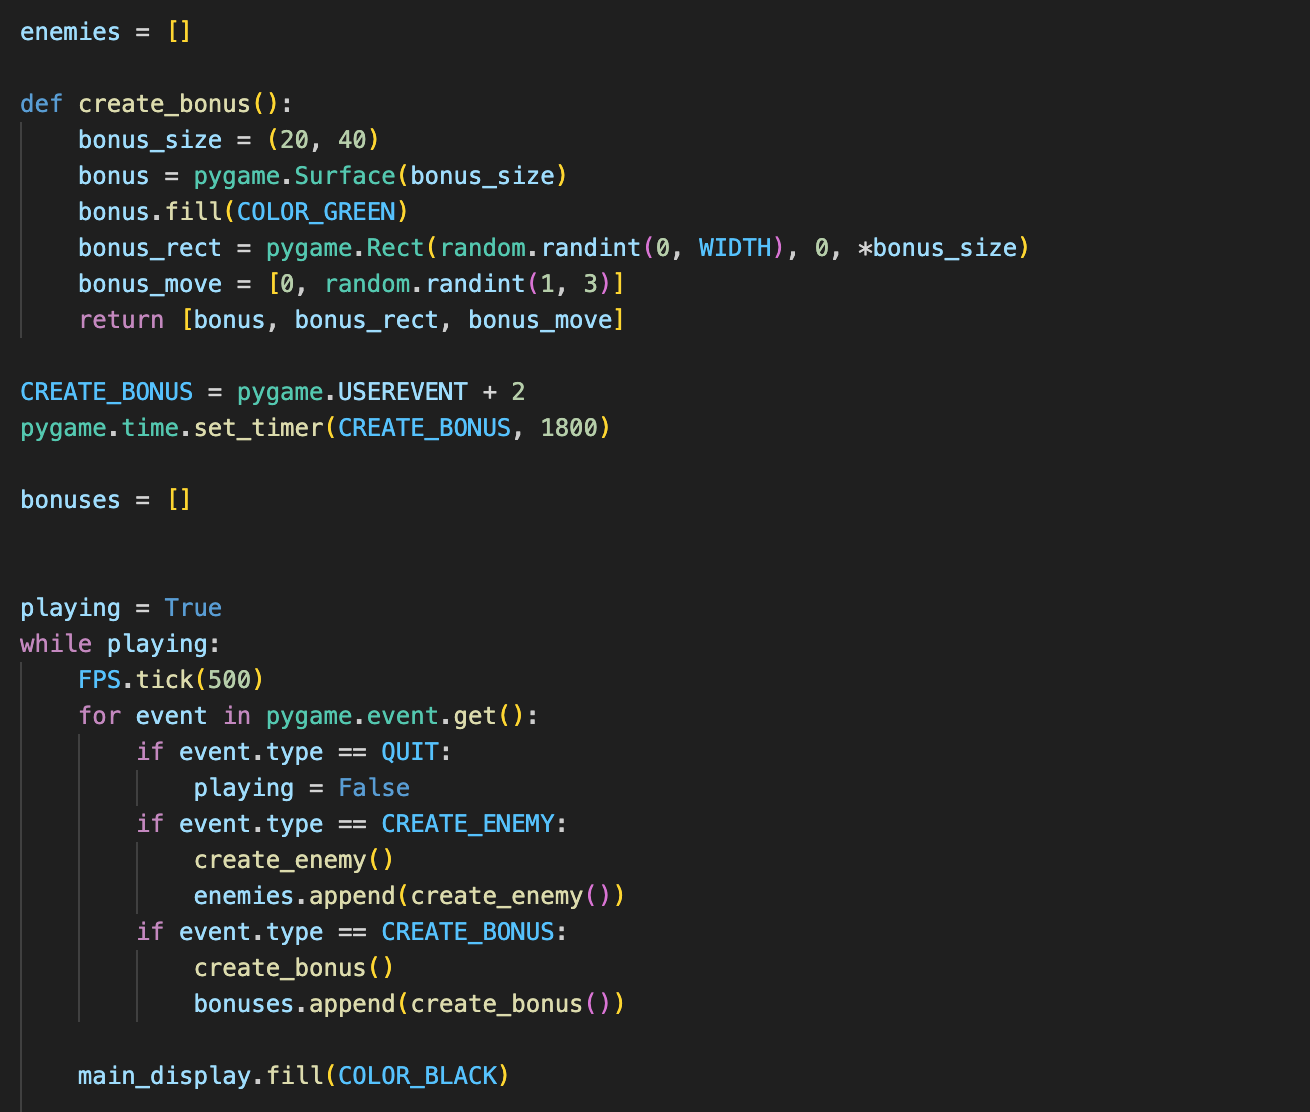 enemies = []
def create_bonus():
    bonus_size = (20, 40)
    bonus = pygame.Surface(bonus_size)
    bonus.fill(COLOR_GREEN)
    bonus_rect = pygame.Rect(random.randint(0, WIDTH), 0, *bonus_size)
    bonus_move = [0, random.randint(1, 3)]
    return [bonus, bonus_rect, bonus_move]
CREATE_BONUS = pygame.USEREVENT + 2
pygame.time.set_timer(CREATE_BONUS, 1800)
bonuses = []
playing = True
while playing:
    FPS.tick(500)
    for event in pygame.event.get():
        if event.type == QUIT:
            playing = False
        if event.type == CREATE_ENEMY:
            create_enemy()
            enemies.append(create_enemy())
        if event.type == CREATE_BONUS:
            create_bonus()
            bonuses.append(create_bonus())
    main_display.fill(COLOR_BLACK)